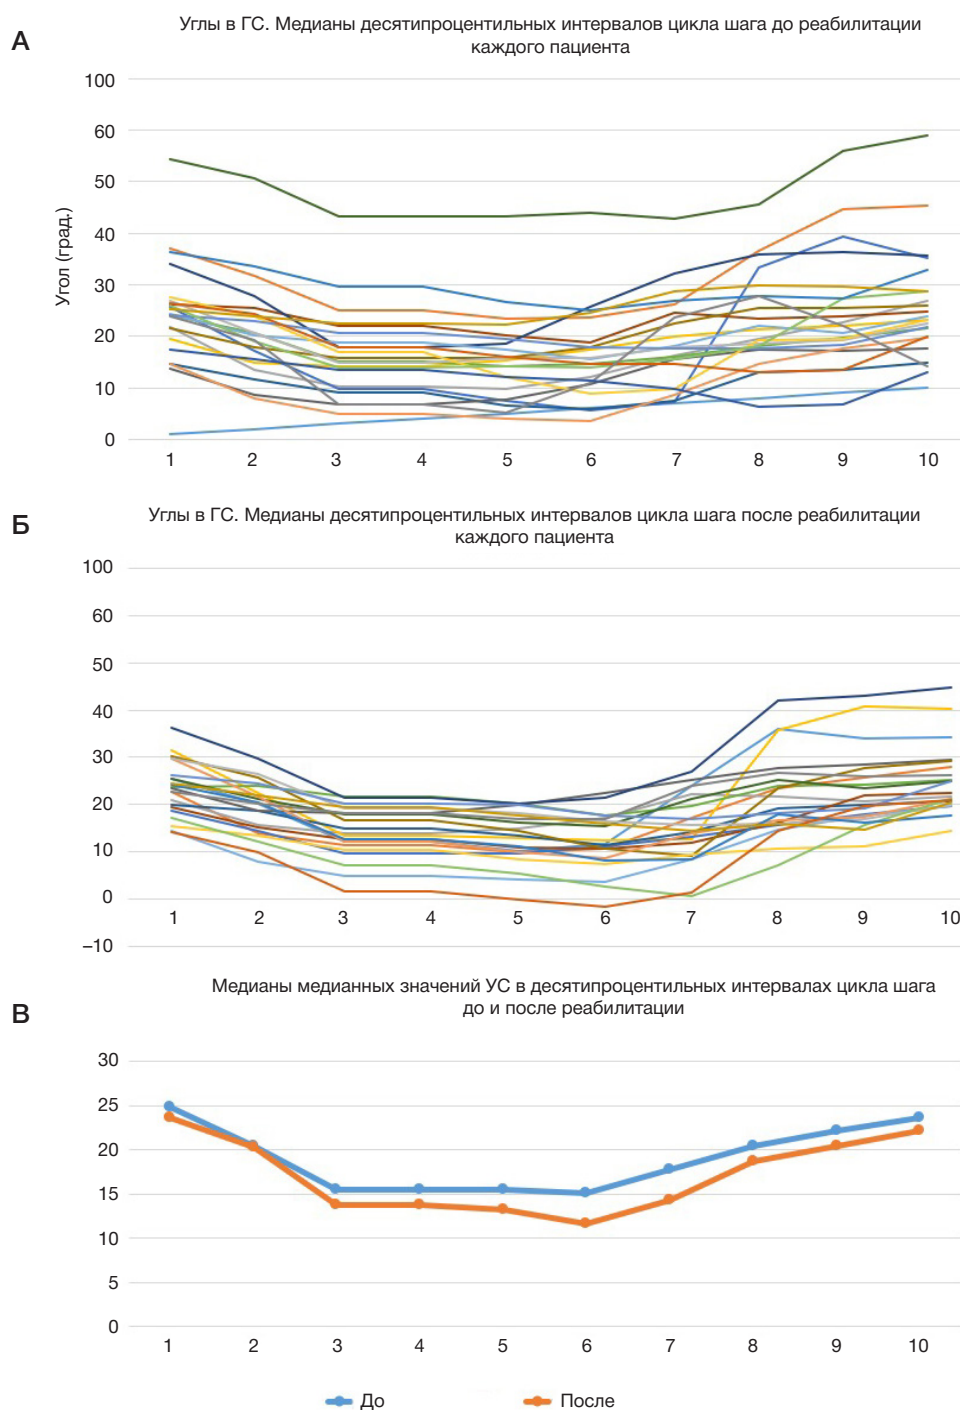 А
Углы в ГС. Медианы десятипроцентильных интервалов цикла шага до реабилитации
каждого пациента
Угол (град.)
100
60
50
40
30
20
10
0
1 2 3 4 5 6 7 8 9 10
Б
Углы в ГС. Медианы десятипроцентильных интервалов цикла шага после реабилитации
каждого пациента
100
60
50
40
30
20
10
0
1 2 3 4 5 6 7 8 9 10
–10
В
Медианы медианных значений УС в десятипроцентильных интервалах цикла шага
до и после реабилитации
30
25
20
15
10
5
0
1 2 3 4 5 6 7 8 9 10
До После